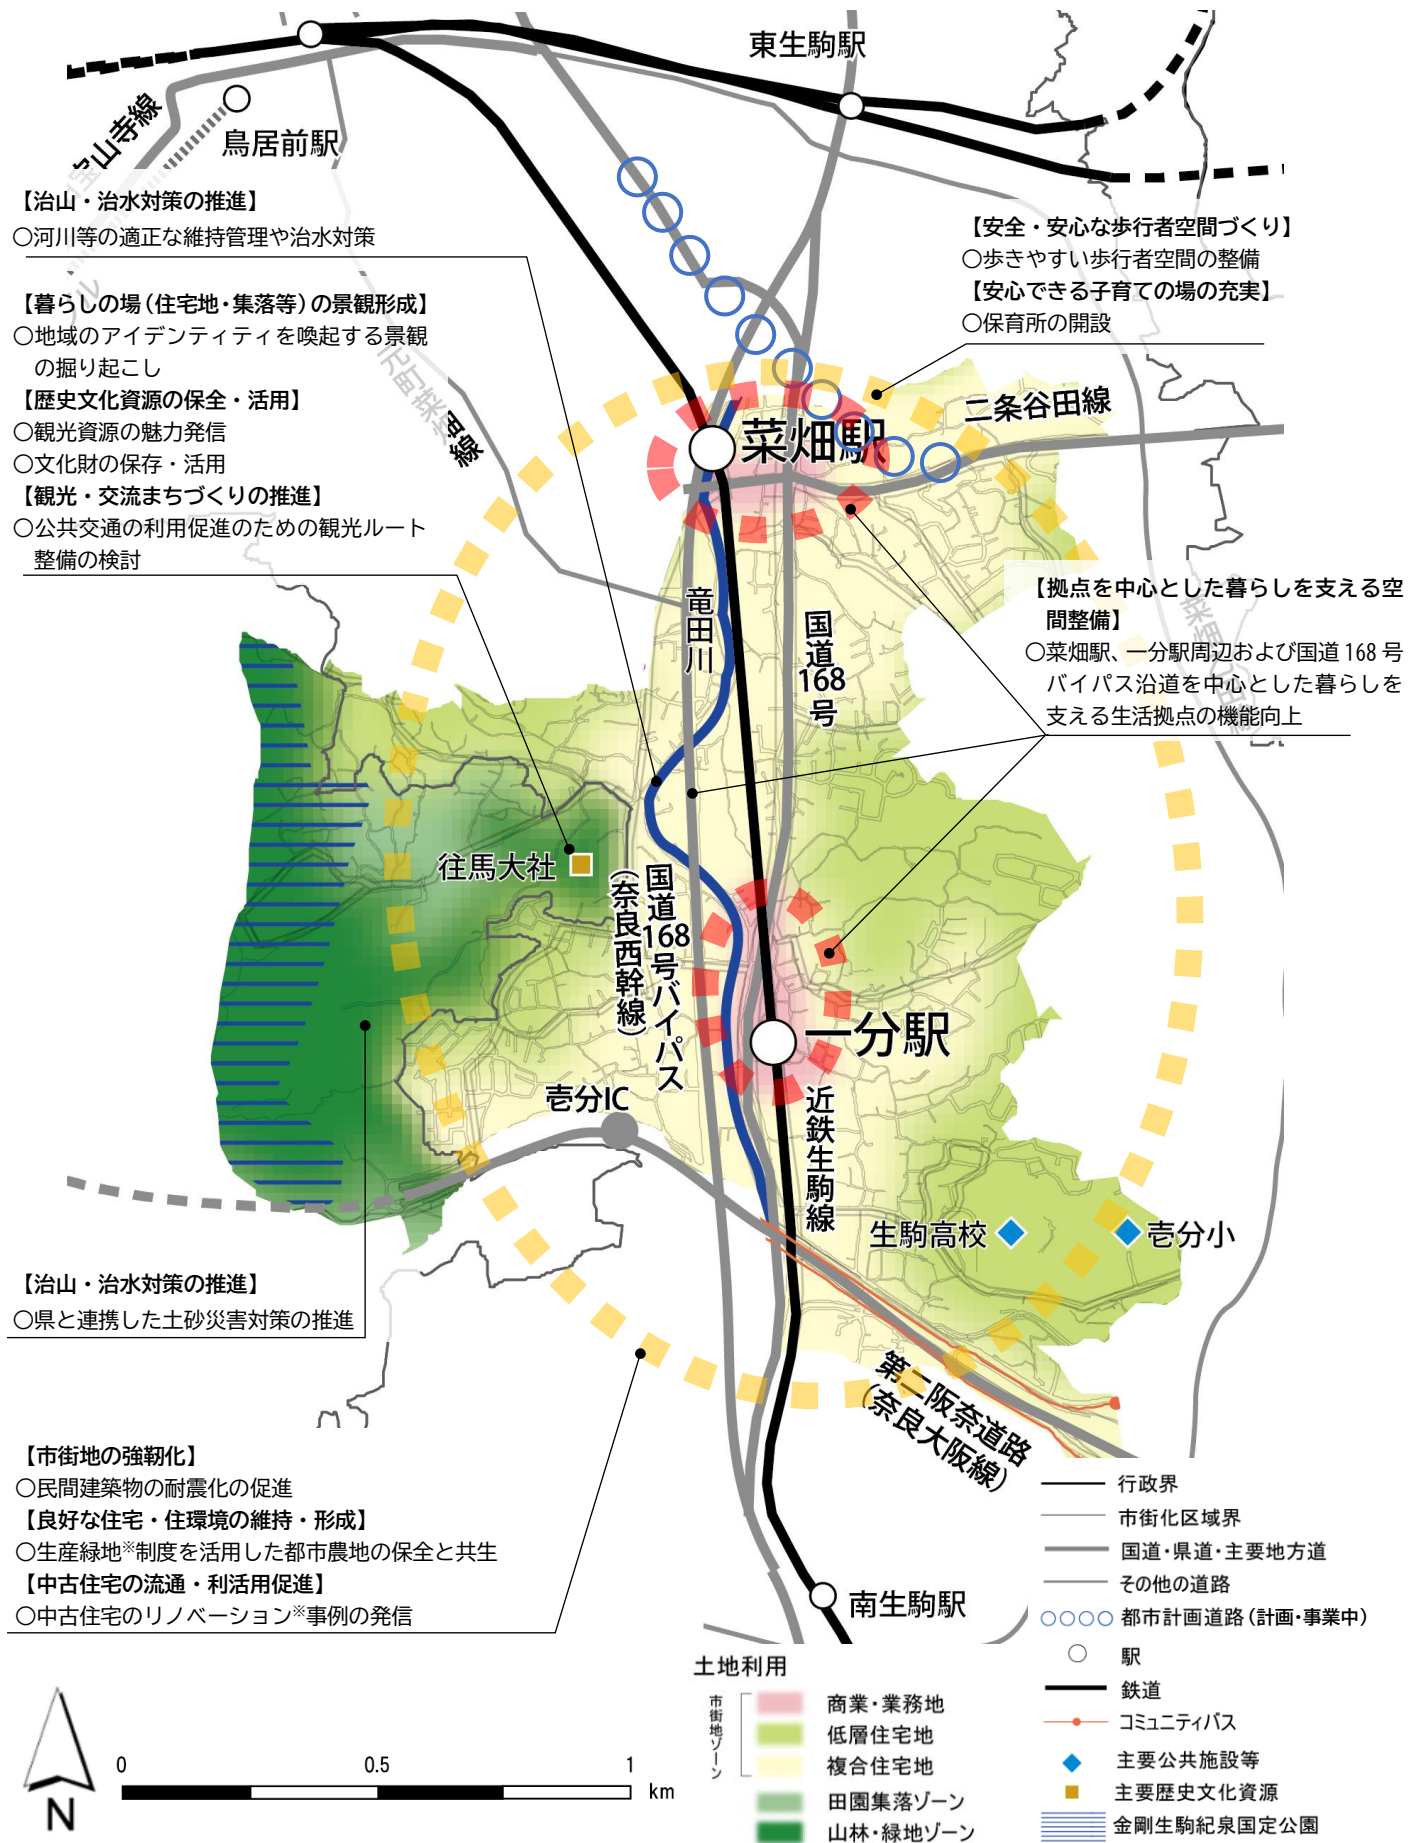 東生駒駅
宝山寺線
鳥居前駅
【治山・治水対策の推進】
○河川等の適正な維持管理や治水対策
【安全・安心な歩行者空間づくり】
○歩きやすい歩行者空間の整備
【安心できる子育ての場の充実】
○保育所の開設
【暮らしの場(住宅地・集落等)の景観形成】
○地域のアイデンティティを喚起する景観
の掘り起こし
【歴史文化資源の保全・活用】
○観光資源の魅力発信
○文化財の保存・活用
【観光・交流まちづくりの推進】
○公共交通の利用促進のための観光ルート
整備の検討
二条谷田線
菜畑駅
竜田川
国道168号
【拠点を中心とした暮らしを支える空
間整備】
○菜畑駅、一分駅周辺および国道168号
バイパス沿道を中心とした暮らしを
支える生活拠点の機能向上
往馬大社
国道168号バイパス
(奈良西幹線)
一分駅
壱分IC
近鉄生駒線
生駒高校
壱分小
【治山・治水対策の推進】
○県と連携した土砂災害対策の推進
第二阪奈道路
(奈良大阪線)
【市街地の強靭化】
○民間建築物の耐震化の促進
【良好な住宅・住環境の維持・形成】
○生産緑地※制度を活用した都市農地の保全と共生
【中古住宅の流通・利活用促進】
○中古住宅のリノベーション※事例の発信
南生駒駅
行政界
市街化区域界
国道・県道・主要地方道
その他の道路
都市計画道路(計画・事業中)
駅
鉄道
コミュニティバス
主要公共施設等
主要歴史文化資源
金剛生駒紀泉国定公園
土地利用
市街地ゾーン
商業・業務地
低層住宅地
複合住宅地
田園集落ゾーン
山林・緑地ゾーン
0 0.5 1
km
N